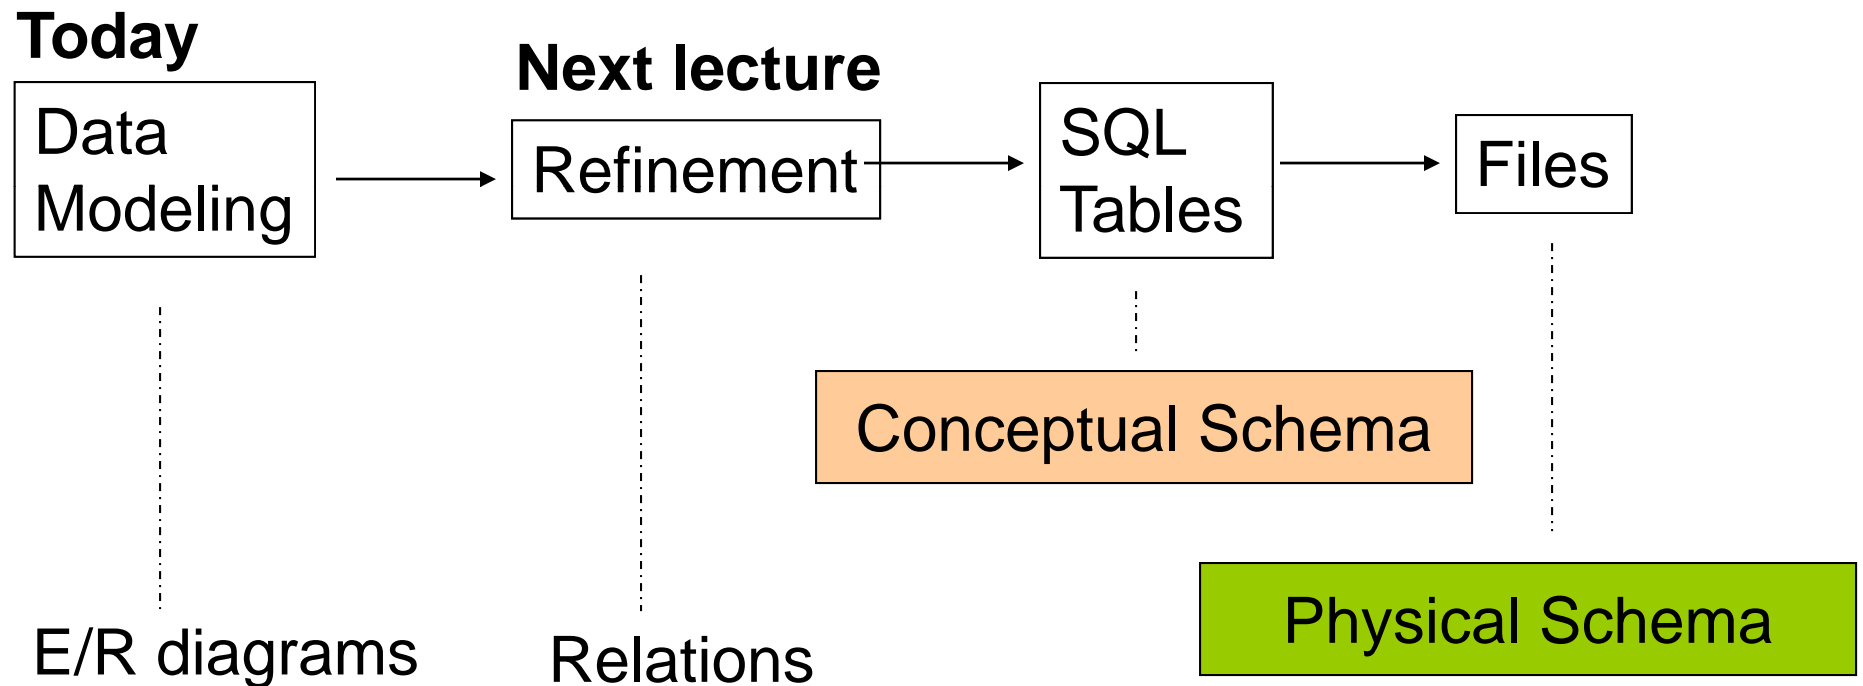 Today
Next lecture
Data
Modeling
Refinement
SQL
Tables
Files
Conceptual Schema
Physical Schema
E/R diagrams
Relations